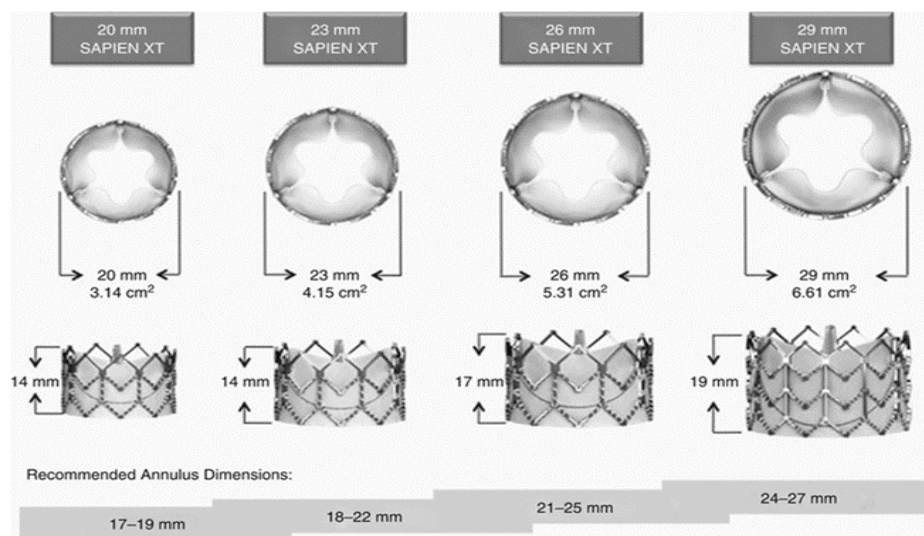 20 mm
SAPIEN XT
23 mm
SAPIEN XT
26 mm
SAPIEN XT
29 mm
SAPIEN XT
20 mm
3.14 cm²
23 mm
4.15 cm²
26 mm
5.31 cm²
29 mm
6.61 cm²
14 mm
14 mm
17 mm
19 mm
Recommended Annulus Dimensions:
17–19 mm
18–22 mm
21–25 mm
24–27 mm